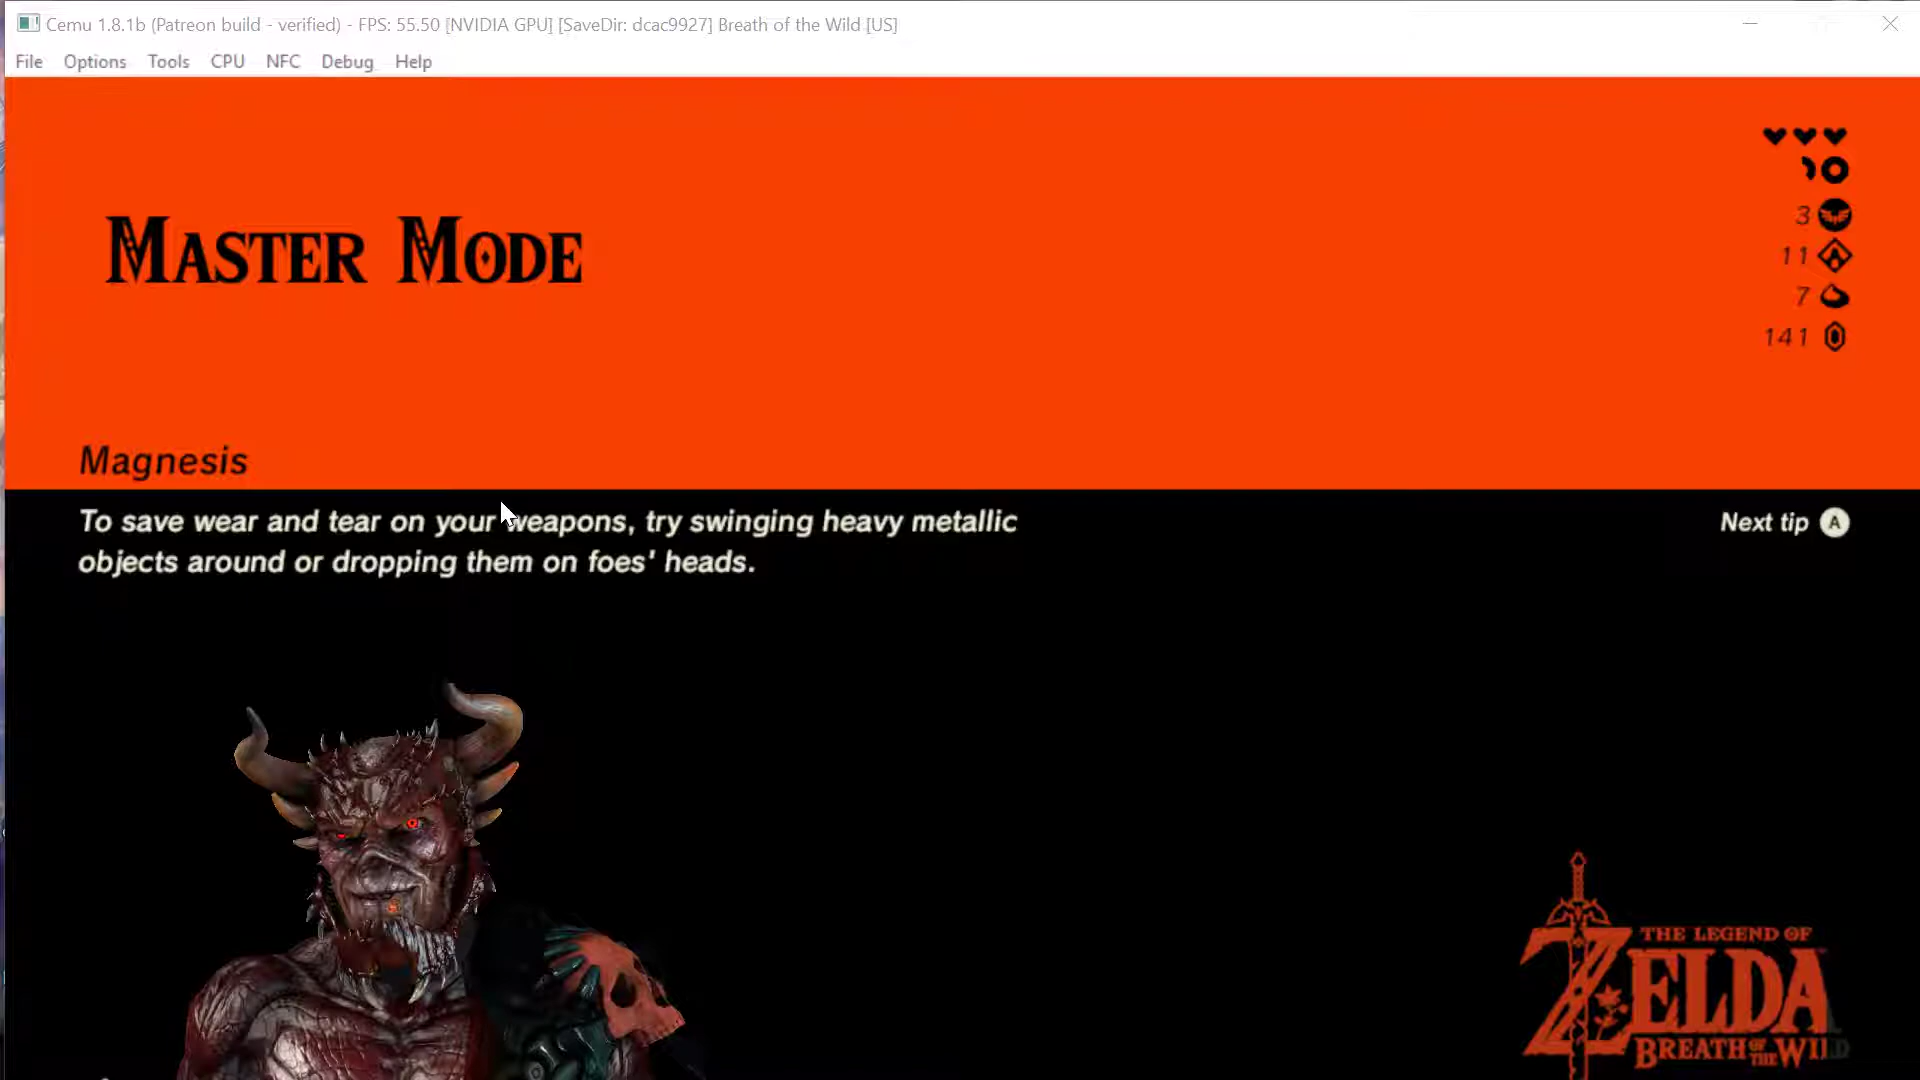 Cemu 1.8.1b (Patreon build - verified) - FPS: 55.50 [NVIDIA GPU] [SaveDir: dcac9927] Breath of the Wild [US]
File Options Tools CPU NFC Debug Help
MASTER MODE
3
11
7
141
Magnesis
To save wear and tear on your weapons, try swinging heavy metallic
objects around or dropping them on foes' heads.
Next tip A
THE LEGEND OF
ZELDA
BREATH OF THE WILD